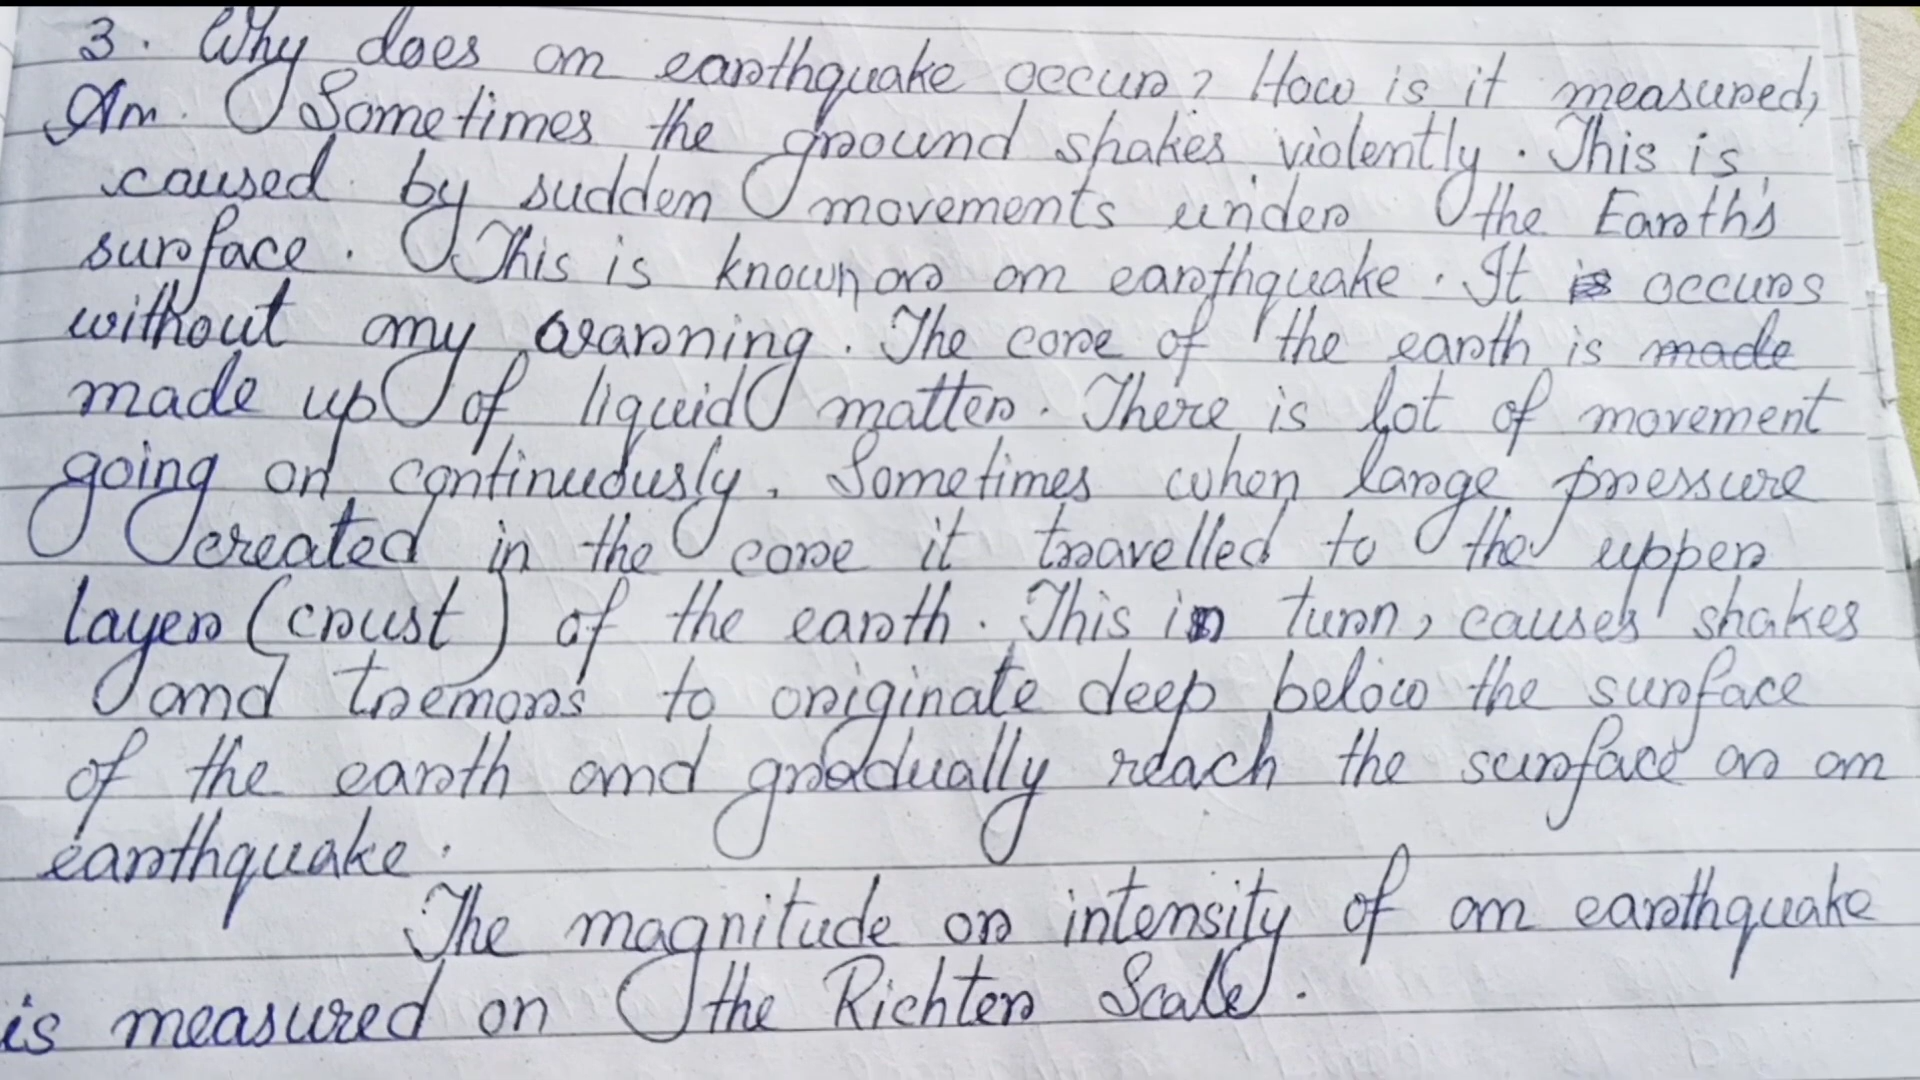 3. Why does an earthquake occur? How is it measured,
Ans. Sometimes the ground shakes violently. This is
caused by sudden movements under the Earth's
surface. This is known as an earthquake. It occurs
without any warning. The core of the earth is made
made up of liquid matter. There is lot of movement
going on continuously. Sometimes when large pressure
created in the core it travelled to the upper
layer (crust) of the earth. This in turn, causes shakes
and tremors to originate deep below the surface
of the earth and gradually reach the surface as an
earthquake.
The magnitude or intensity of an earthquake
is measured on the Richter Scale.